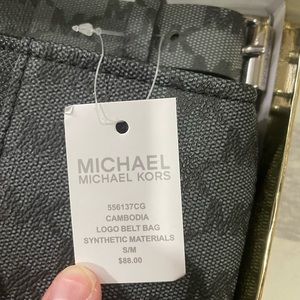 MICHAEL
MICHAEL KORS
556137CG
CAMBODIA
LOGO BELT BAG
SYNTHETIC MATERIALS
S/M
$88.00